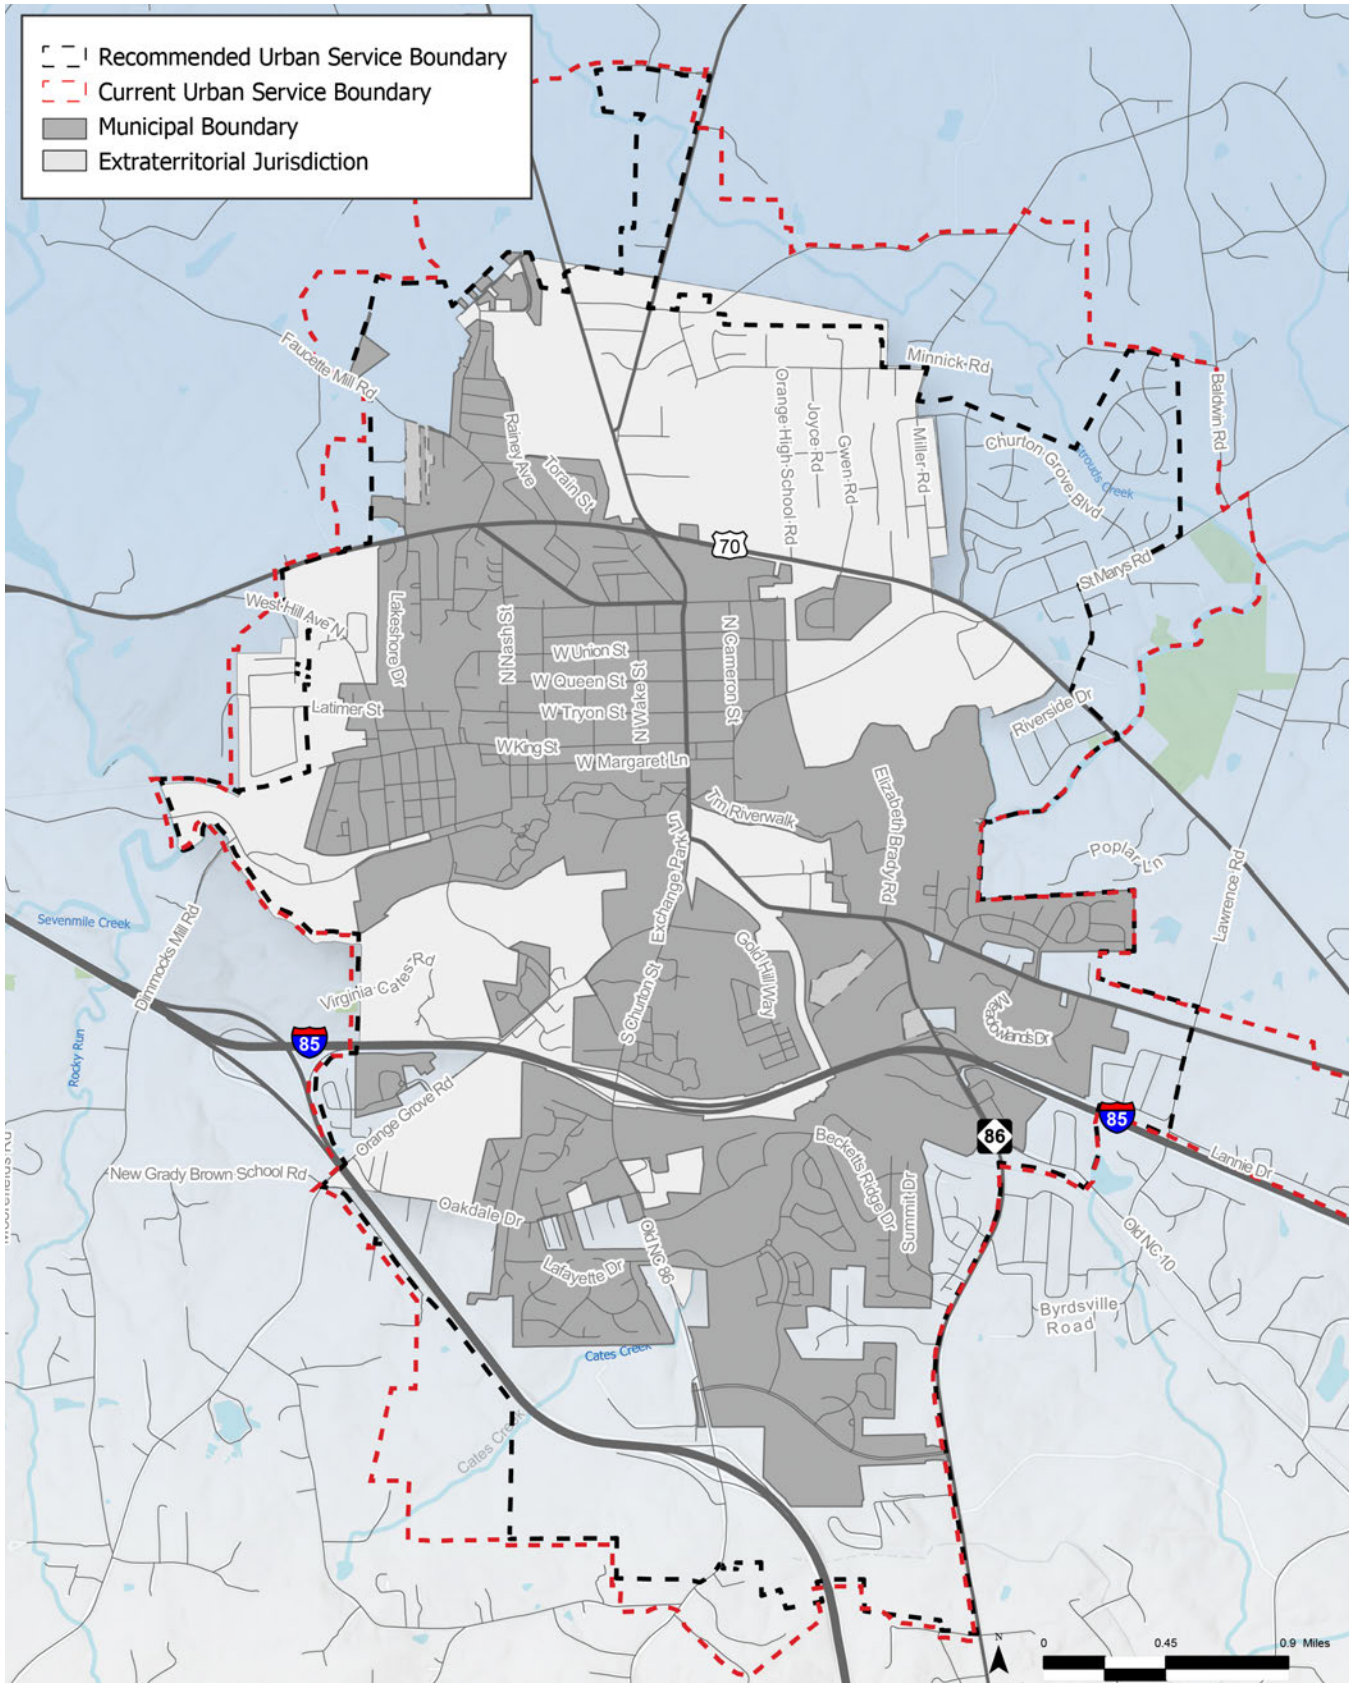 Recommended Urban Service Boundary
Current Urban Service Boundary
Municipal Boundary
Extraterritorial Jurisdiction
Faucette Mill Rd
Minnick Rd
Baldwin Rd
Rainey Ave
Torain St
Orange High School Rd
Joyce Rd
Gwen Rd
Miller Rd
Churton Grove Blvd
Strouds Creek
70
St Marys Rd
West Hill Ave N
Lakeshore Dr
N Nash St
W Union St
W Queen St
W Tryon St
N Wake St
N Cameron St
Latimer St
W King St
W Margaret Ln
Riverside Dr
Trn Riverwalk
Elizabeth Brady Rd
Exchange Park Ln
Poplar Ln
Lawrence Rd
Sevenmile Creek
Dimmocks Mill Rd
Virginia Cates Rd
S Churton St
Gold Hill Way
Meadowlands Dr
Rocky Run
85
Orange Grove Rd
85
86
Becketts Ridge Dr
Summit Dr
Lannie Dr
New Grady Brown School Rd
Oakdale Dr
Old NC 86
Old NC 10
Lafayette Dr
Byrdsville
Road
Cates Creek
Cates Creek
N
0 0.45 0.9 Miles